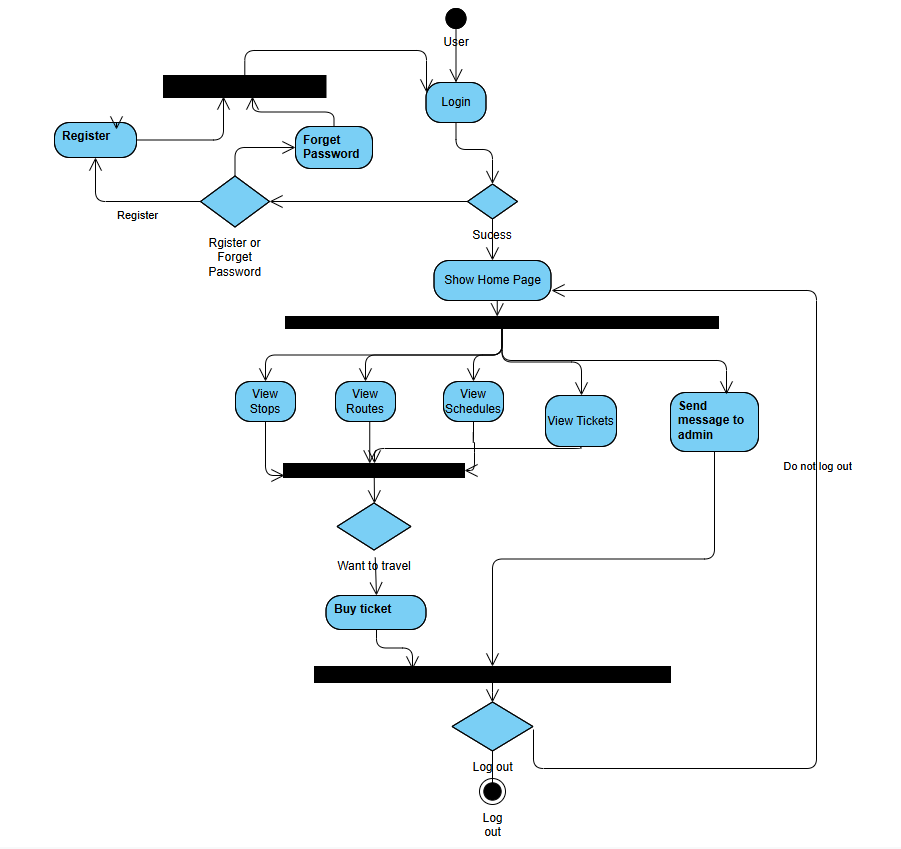 User
Login
Register
Forget
Password
Register
Rgister or
Forget
Password
Sucess
Show Home Page
View
Stops
View
Routes
View
Schedules
View Tickets
Send
message to
admin
Do not log out
Want to travel
Buy ticket
Log out
Log
out